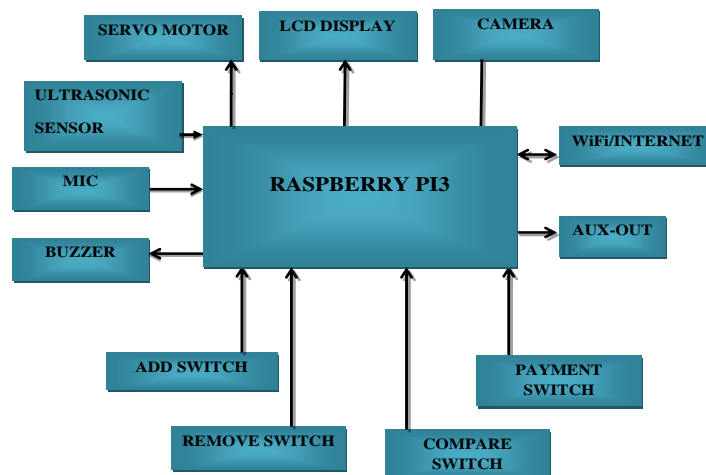 SERVO MOTOR
LCD DISPLAY
CAMERA
ULTRASONIC
SENSOR
WiFi/INTERNET
MIC
RASPBERRY PI3
AUX-OUT
BUZZER
ADD SWITCH
PAYMENT
SWITCH
REMOVE SWITCH
COMPARE
SWITCH